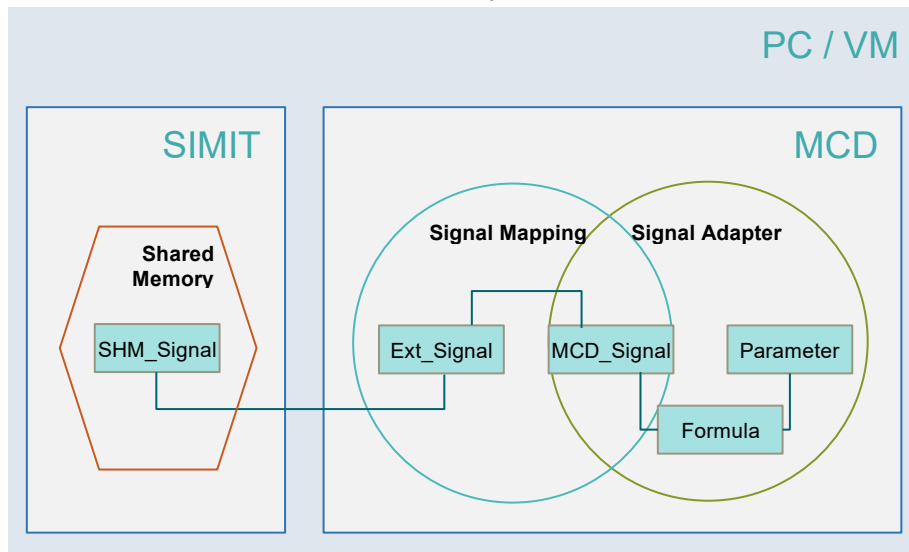 PC / VM
SIMIT
MCD
Shared
Memory
Signal Mapping
Signal Adapter
SHM_Signal
Ext_Signal
MCD_Signal
Parameter
Formula